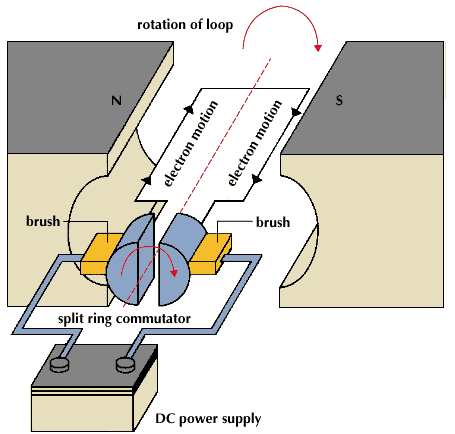 rotation of loop
N
S
electron motion
electron motion
brush
brush
split ring commutator
DC power supply